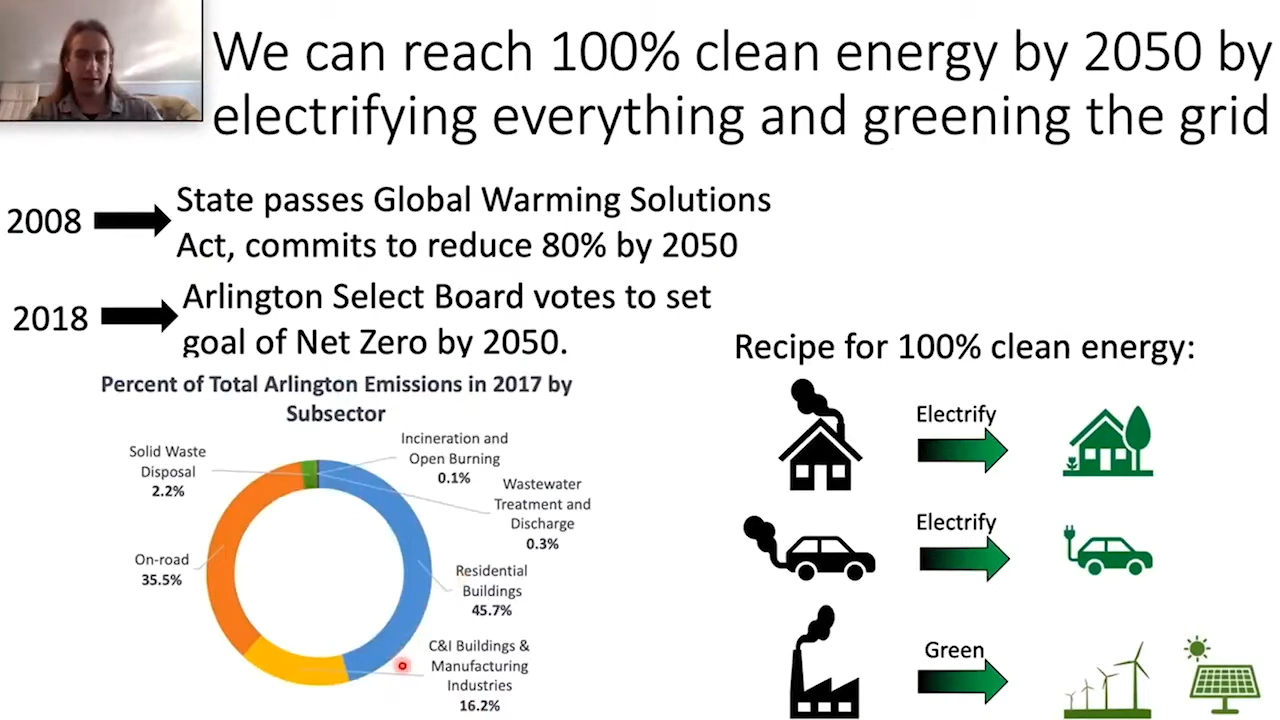 We can reach 100% clean energy by 2050 by
electrifying everything and greening the grid
2008
State passes Global Warming Solutions
Act, commits to reduce 80% by 2050
2018
Arlington Select Board votes to set
goal of Net Zero by 2050.
Percent of Total Arlington Emissions in 2017 by
Subsector
Solid Waste
Disposal
2.2%
Incineration and
Open Burning
0.1%
Wastewater
Treatment and
Discharge
0.3%
On-road
35.5%
Residential
Buildings
45.7%
C&I Buildings &
Manufacturing
Industries
16.2%
Recipe for 100% clean energy:
Electrify
Electrify
Green